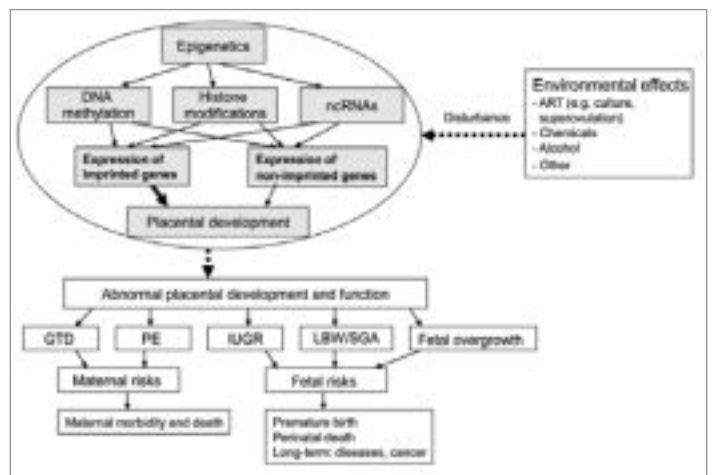 Epigenetics
DNA
methylation
Histone
modifications
ncRNAs
Expression of
imprinted genes
Expression of
non-imprinted genes
Placental development
Disturbance
Environmental effects
- ART (e.g. culture,
superovulation)
- Chemicals
- Alcohol
- Other
Abnormal placental development and function
GTD
PE
IUGR
LBW/SGA
Fetal overgrowth
Maternal risks
Fetal risks
Maternal morbidity and death
Premature birth
Perinatal death
Long-term: diseases, cancer